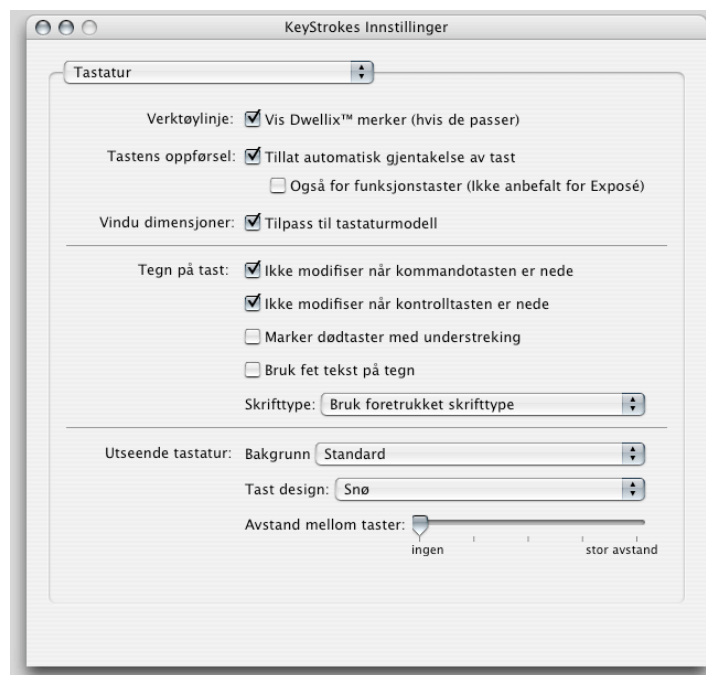 KeyStrokes Innstillinger
Tastatur
Verktøylinje: Vis Dwellix™ merker (hvis de passer)
Tastens oppførsel: Tillat automatisk gjentakelse av tast
Også for funksjonstaster (Ikke anbefalt for Exposé)
Vindu dimensjoner: Tilpass til tastaturmodell
Tegn på tast: Ikke modifiser når kommandotasten er nede
Ikke modifiser når kontrolltasten er nede
Marker dødtaster med understreking
Bruk fet tekst på tegn
Skrifttype: Bruk foretrukket skrifttype
Utseende tastatur: Bakgrunn Standard
Tast design: Snø
Avstand mellom taster:
ingen stor avstand